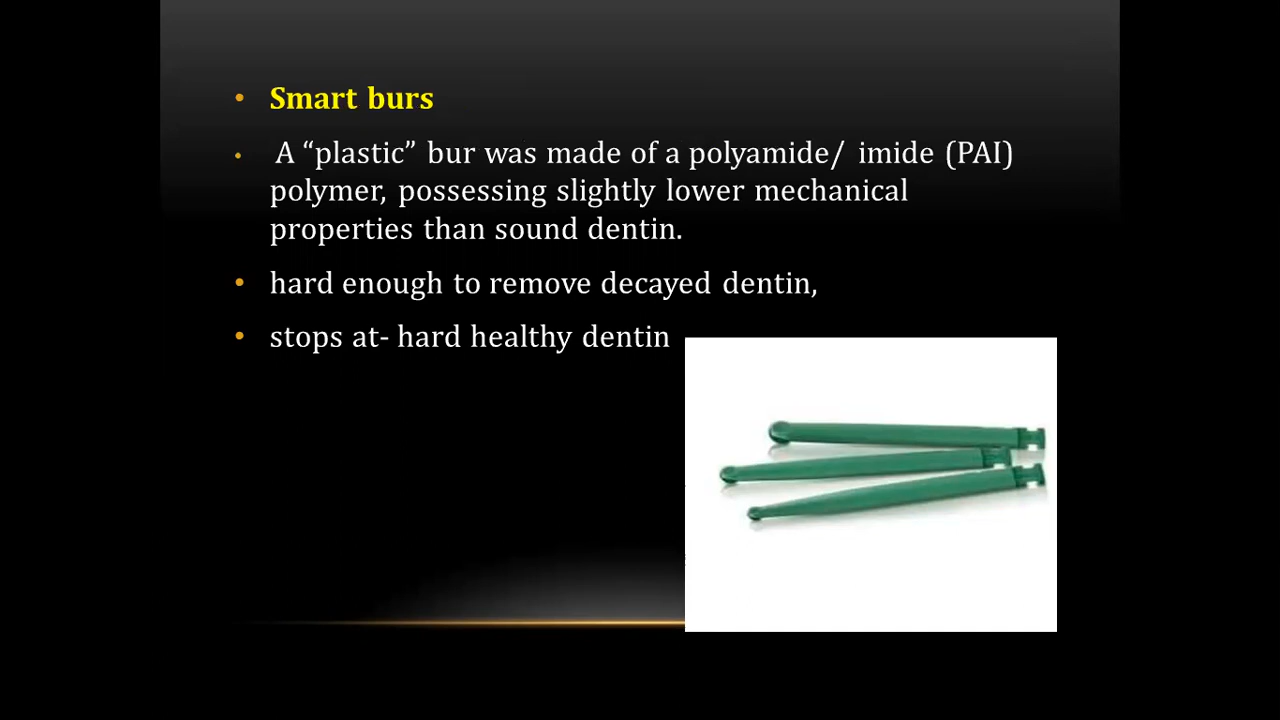 • Smart burs
• A “plastic” bur was made of a polyamide/ imide (PAI)
polymer, possessing slightly lower mechanical
properties than sound dentin.
• hard enough to remove decayed dentin,
• stops at- hard healthy dentin